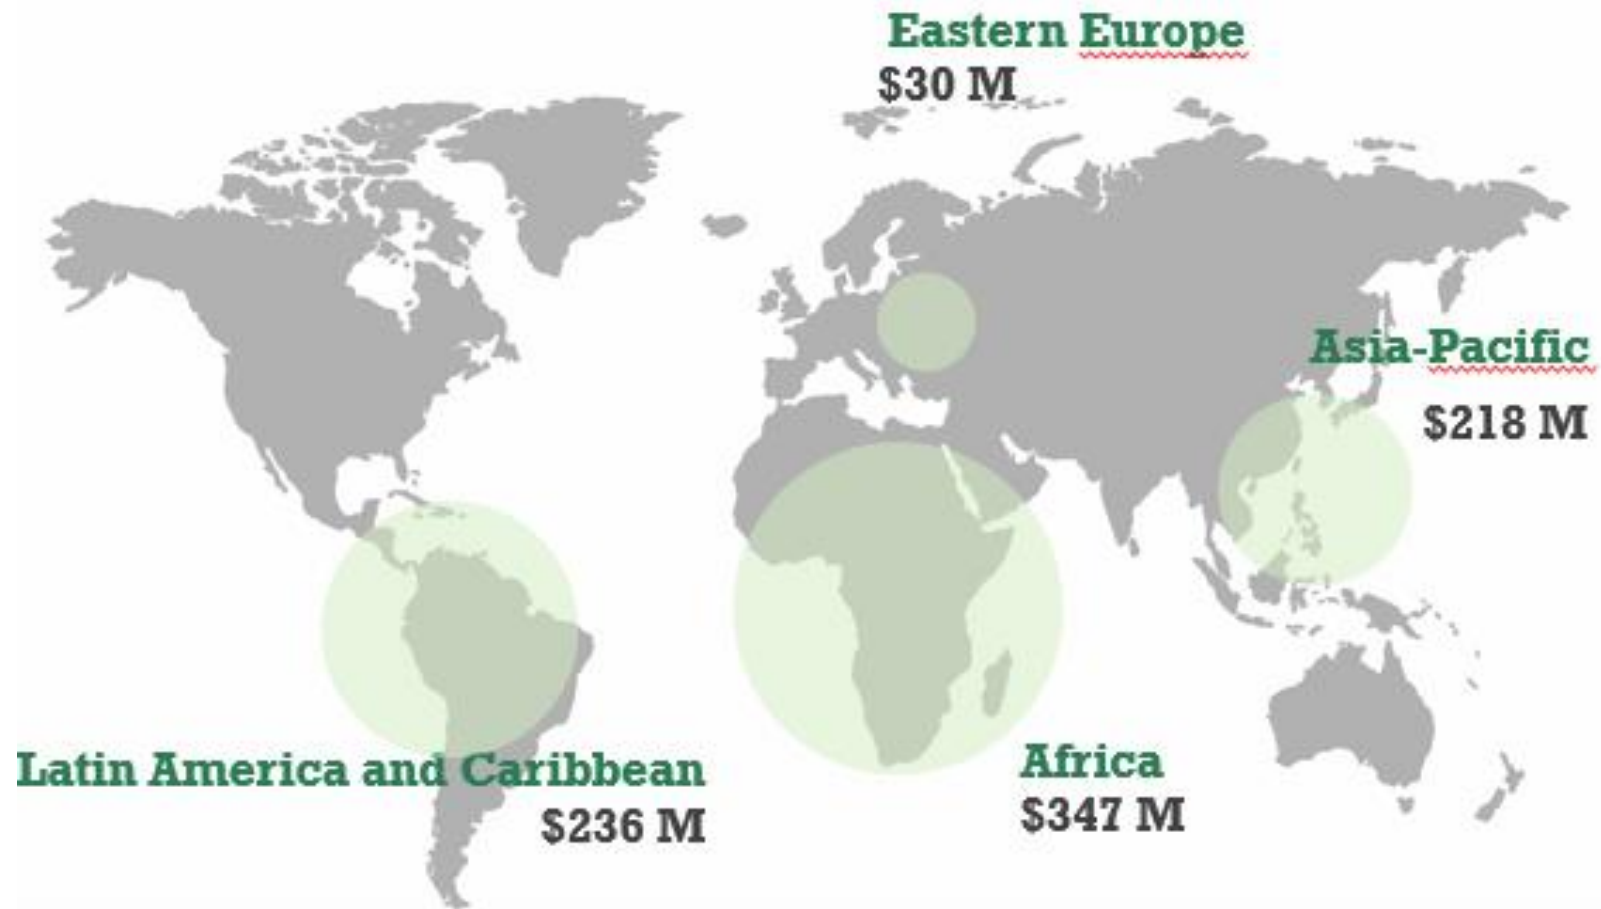 Eastern Europe
$30 M
Asia-Pacific
$218 M
Latin America and Caribbean
$236 M
Africa
$347 M